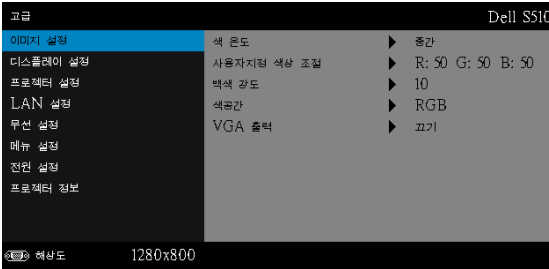 고급 Dell S510
이미지 설정 색 온도 중간
디스플레이 설정 사용자지정 색상 조절 R: 50 G: 50 B: 50
프로젝터 설정 백색 강도 10
LAN 설정 색공간 RGB
무선 설정 VGA 출력 끄기
메뉴 설정
전원 설정
프로젝터 정보
해상도 1280x800